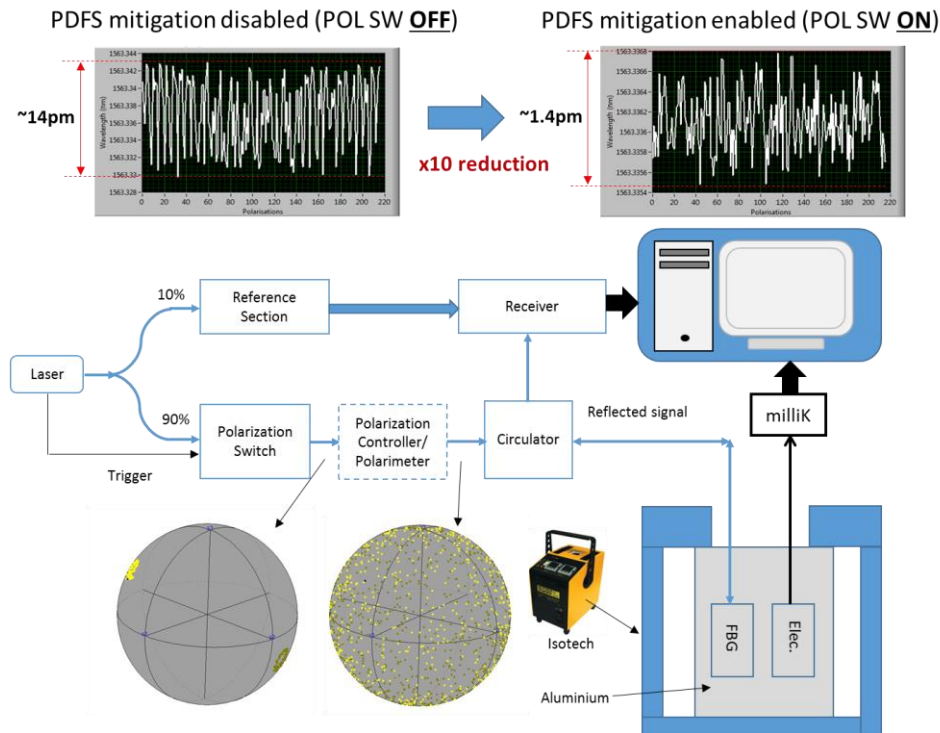 PDFS mitigation disabled (POL SW OFF)
PDFS mitigation enabled (POL SW ON)
~14pm
Wavelength (nm)
1563.344
1563.342
1563.34
1563.338
1563.336
1563.334
1563.332
1563.33
1563.328
0 20 40 60 80 100 120 140 160 180 200 220
Polarisations
x10 reduction
~1.4pm
Wavelength (nm)
1563.3368
1563.3366
1563.3364
1563.3362
1563.336
1563.3358
1563.3356
1563.3354
0 20 40 60 80 100 120 140 160 180 200 220
Polarisations
10%
Reference
Section
Receiver
Laser
90%
Polarization
Switch
Polarization
Controller/
Polarimeter
Circulator
Reflected signal
milliK
Trigger
Isotech
FBG
Elec.
Aluminium